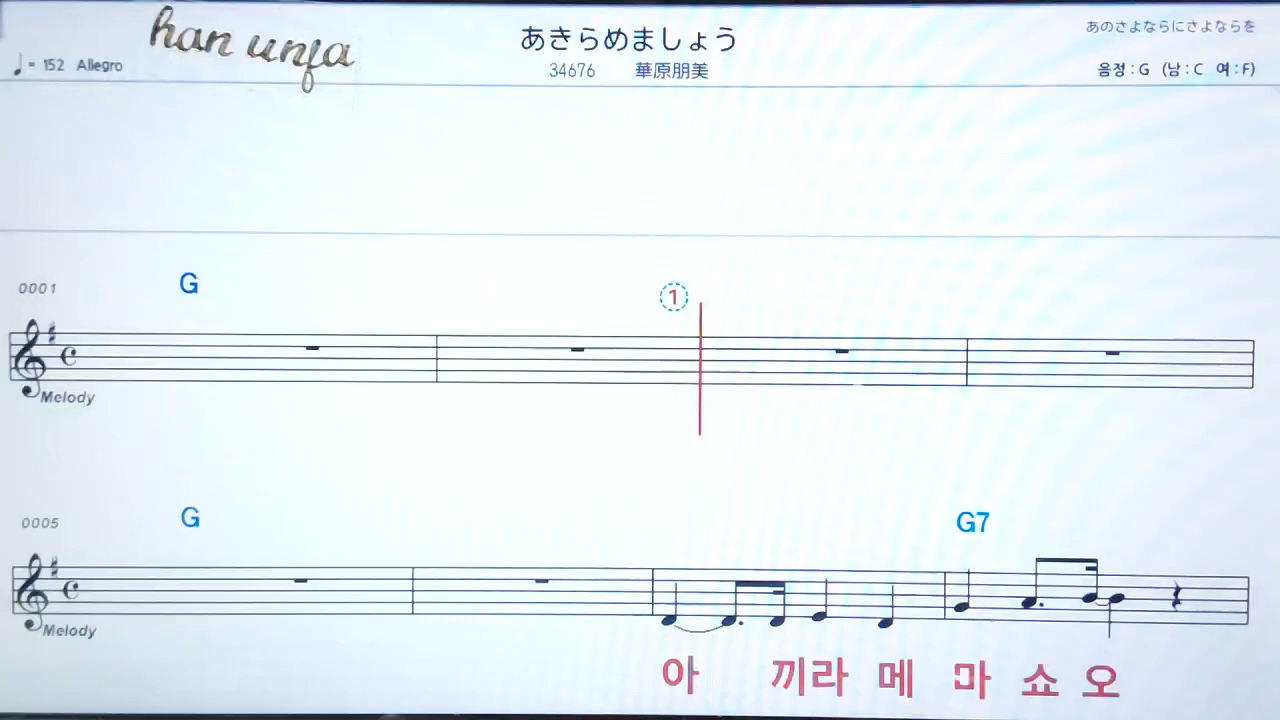 han unfa
あきらめましょう
あのさよならにさよならを
♩= 152 Allegro
34676 華原朋美
음정 : G (남 : C 여 : F)
0001 G ①
Melody
0005 G G7
Melody
아 끼라 메 마 쇼 오